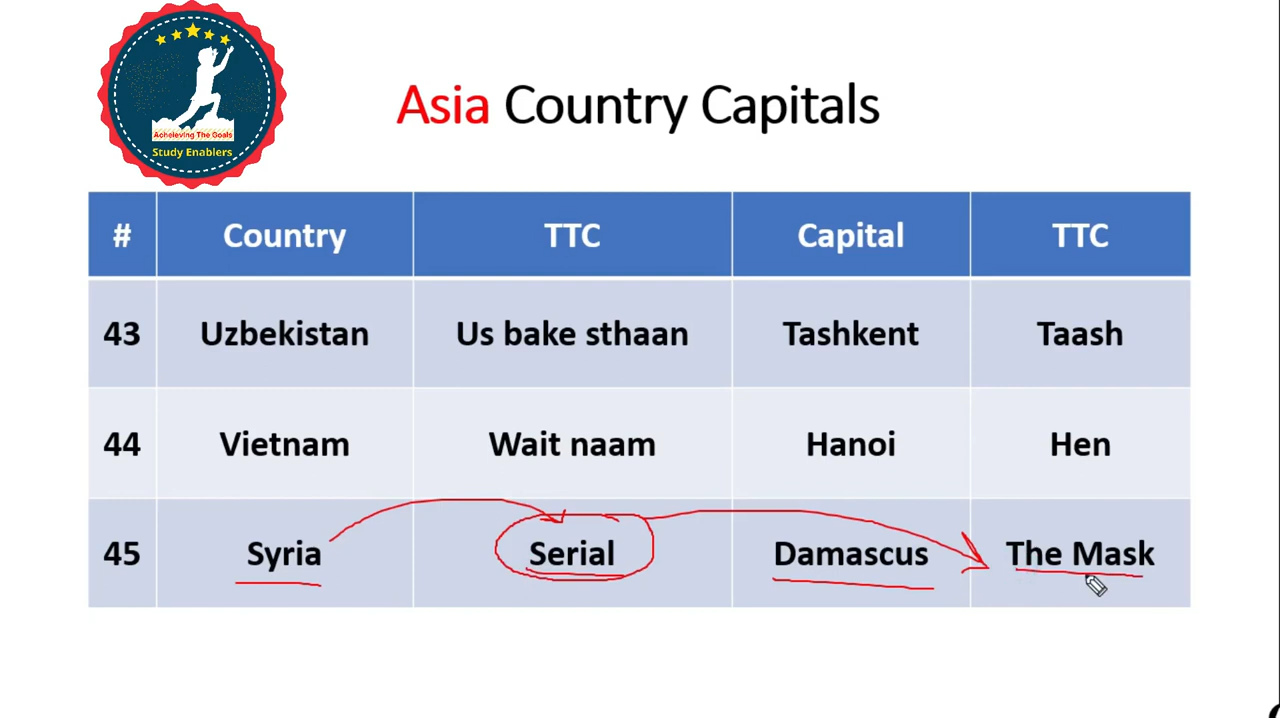 Acheleving The Goals
Study Enablers
Asia Country Capitals
# Country TTC Capital TTC
43 Uzbekistan Us bake sthaan Tashkent Taash
44 Vietnam Wait naam Hanoi Hen
45 Syria Serial Damascus The Mask